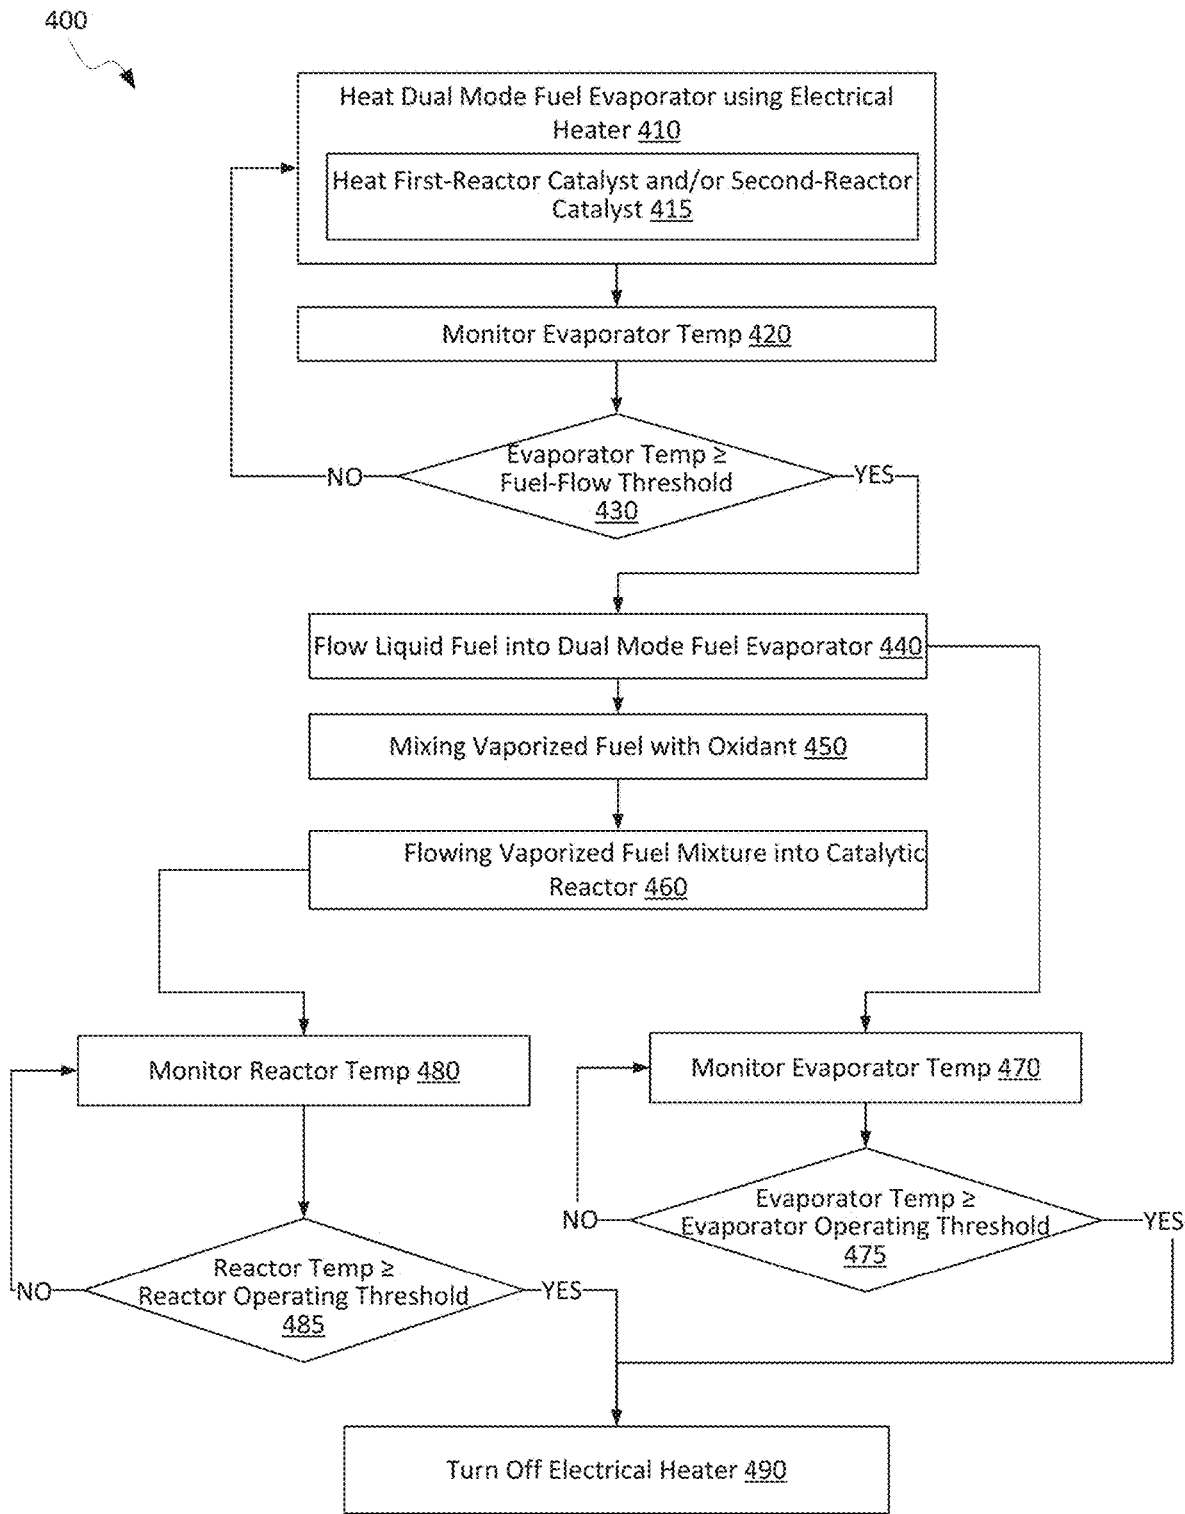 400
Heat Dual Mode Fuel Evaporator using Electrical
Heater 410
Heat First-Reactor Catalyst and/or Second-Reactor
Catalyst 415
Monitor Evaporator Temp 420
Evaporator Temp ≥
Fuel-Flow Threshold
430
NO
YES
Flow Liquid Fuel into Dual Mode Fuel Evaporator 440
Mixing Vaporized Fuel with Oxidant 450
Flowing Vaporized Fuel Mixture into Catalytic
Reactor 460
Monitor Reactor Temp 480
Monitor Evaporator Temp 470
Evaporator Temp ≥
Evaporator Operating Threshold
475
NO
YES
Reactor Temp ≥
Reactor Operating Threshold
485
NO
YES
Turn Off Electrical Heater 490